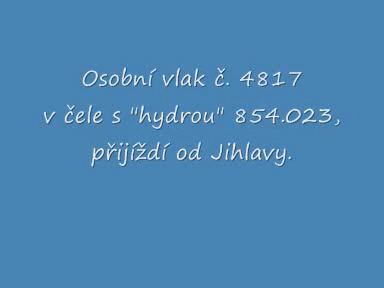 Osobní vlak č. 4817
v čele s "hydrou" 854.023,
přijíždí od Jihlavy.